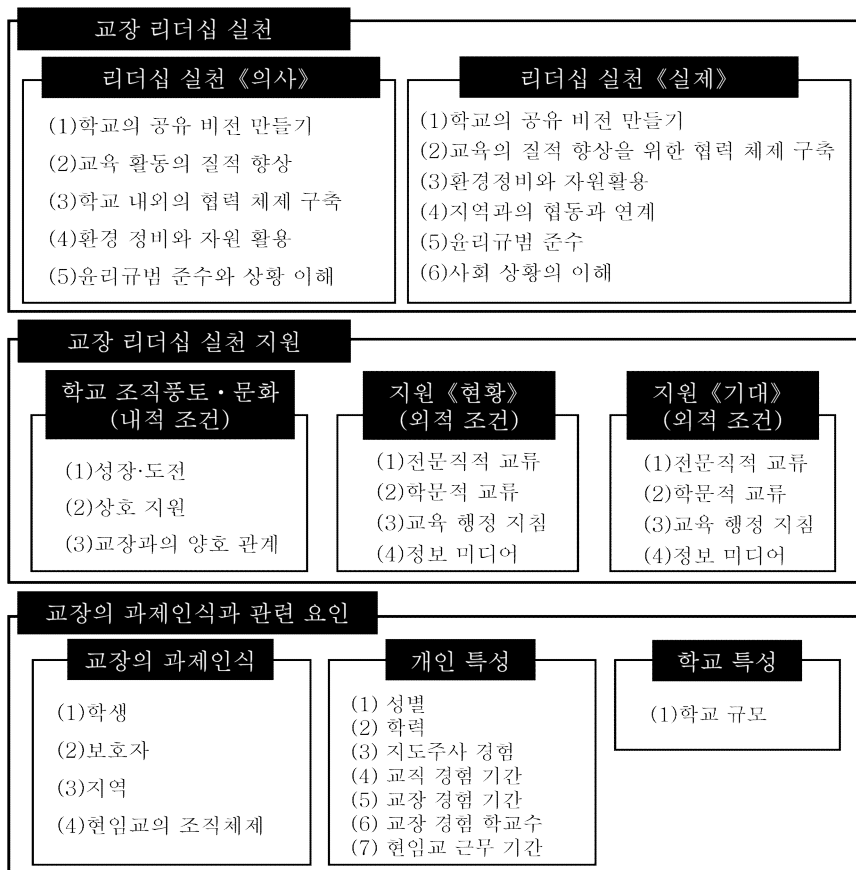 교장 리더십 실천
리더십 실천《의사》
(1)학교의 공유 비전 만들기
(2)교육 활동의 질적 향상
(3)학교 내외의 협력 체제 구축
(4)환경 정비와 자원 활용
(5)윤리규범 준수와 상황 이해
리더십 실천《실제》
(1)학교의 공유 비전 만들기
(2)교육의 질적 향상을 위한 협력 체제 구축
(3)환경정비와 자원활용
(4)지역과의 협동과 연계
(5)윤리규범 준수
(6)사회 상황의 이해
교장 리더십 실천 지원
학교 조직풍토・문화
(내적 조건)
(1)성장·도전
(2)상호 지원
(3)교장과의 양호 관계
지원《현황》
(외적 조건)
(1)전문직적 교류
(2)학문적 교류
(3)교육 행정 지침
(4)정보 미디어
지원《기대》
(외적 조건)
(1)전문직적 교류
(2)학문적 교류
(3)교육 행정 지침
(4)정보 미디어
교장의 과제인식과 관련 요인
교장의 과제인식
(1)학생
(2)보호자
(3)지역
(4)현임교의 조직체제
개인 특성
(1) 성별
(2) 학력
(3) 지도주사 경험
(4) 교직 경험 기간
(5) 교장 경험 기간
(6) 교장 경험 학교수
(7) 현임교 근무 기간
학교 특성
(1)학교 규모